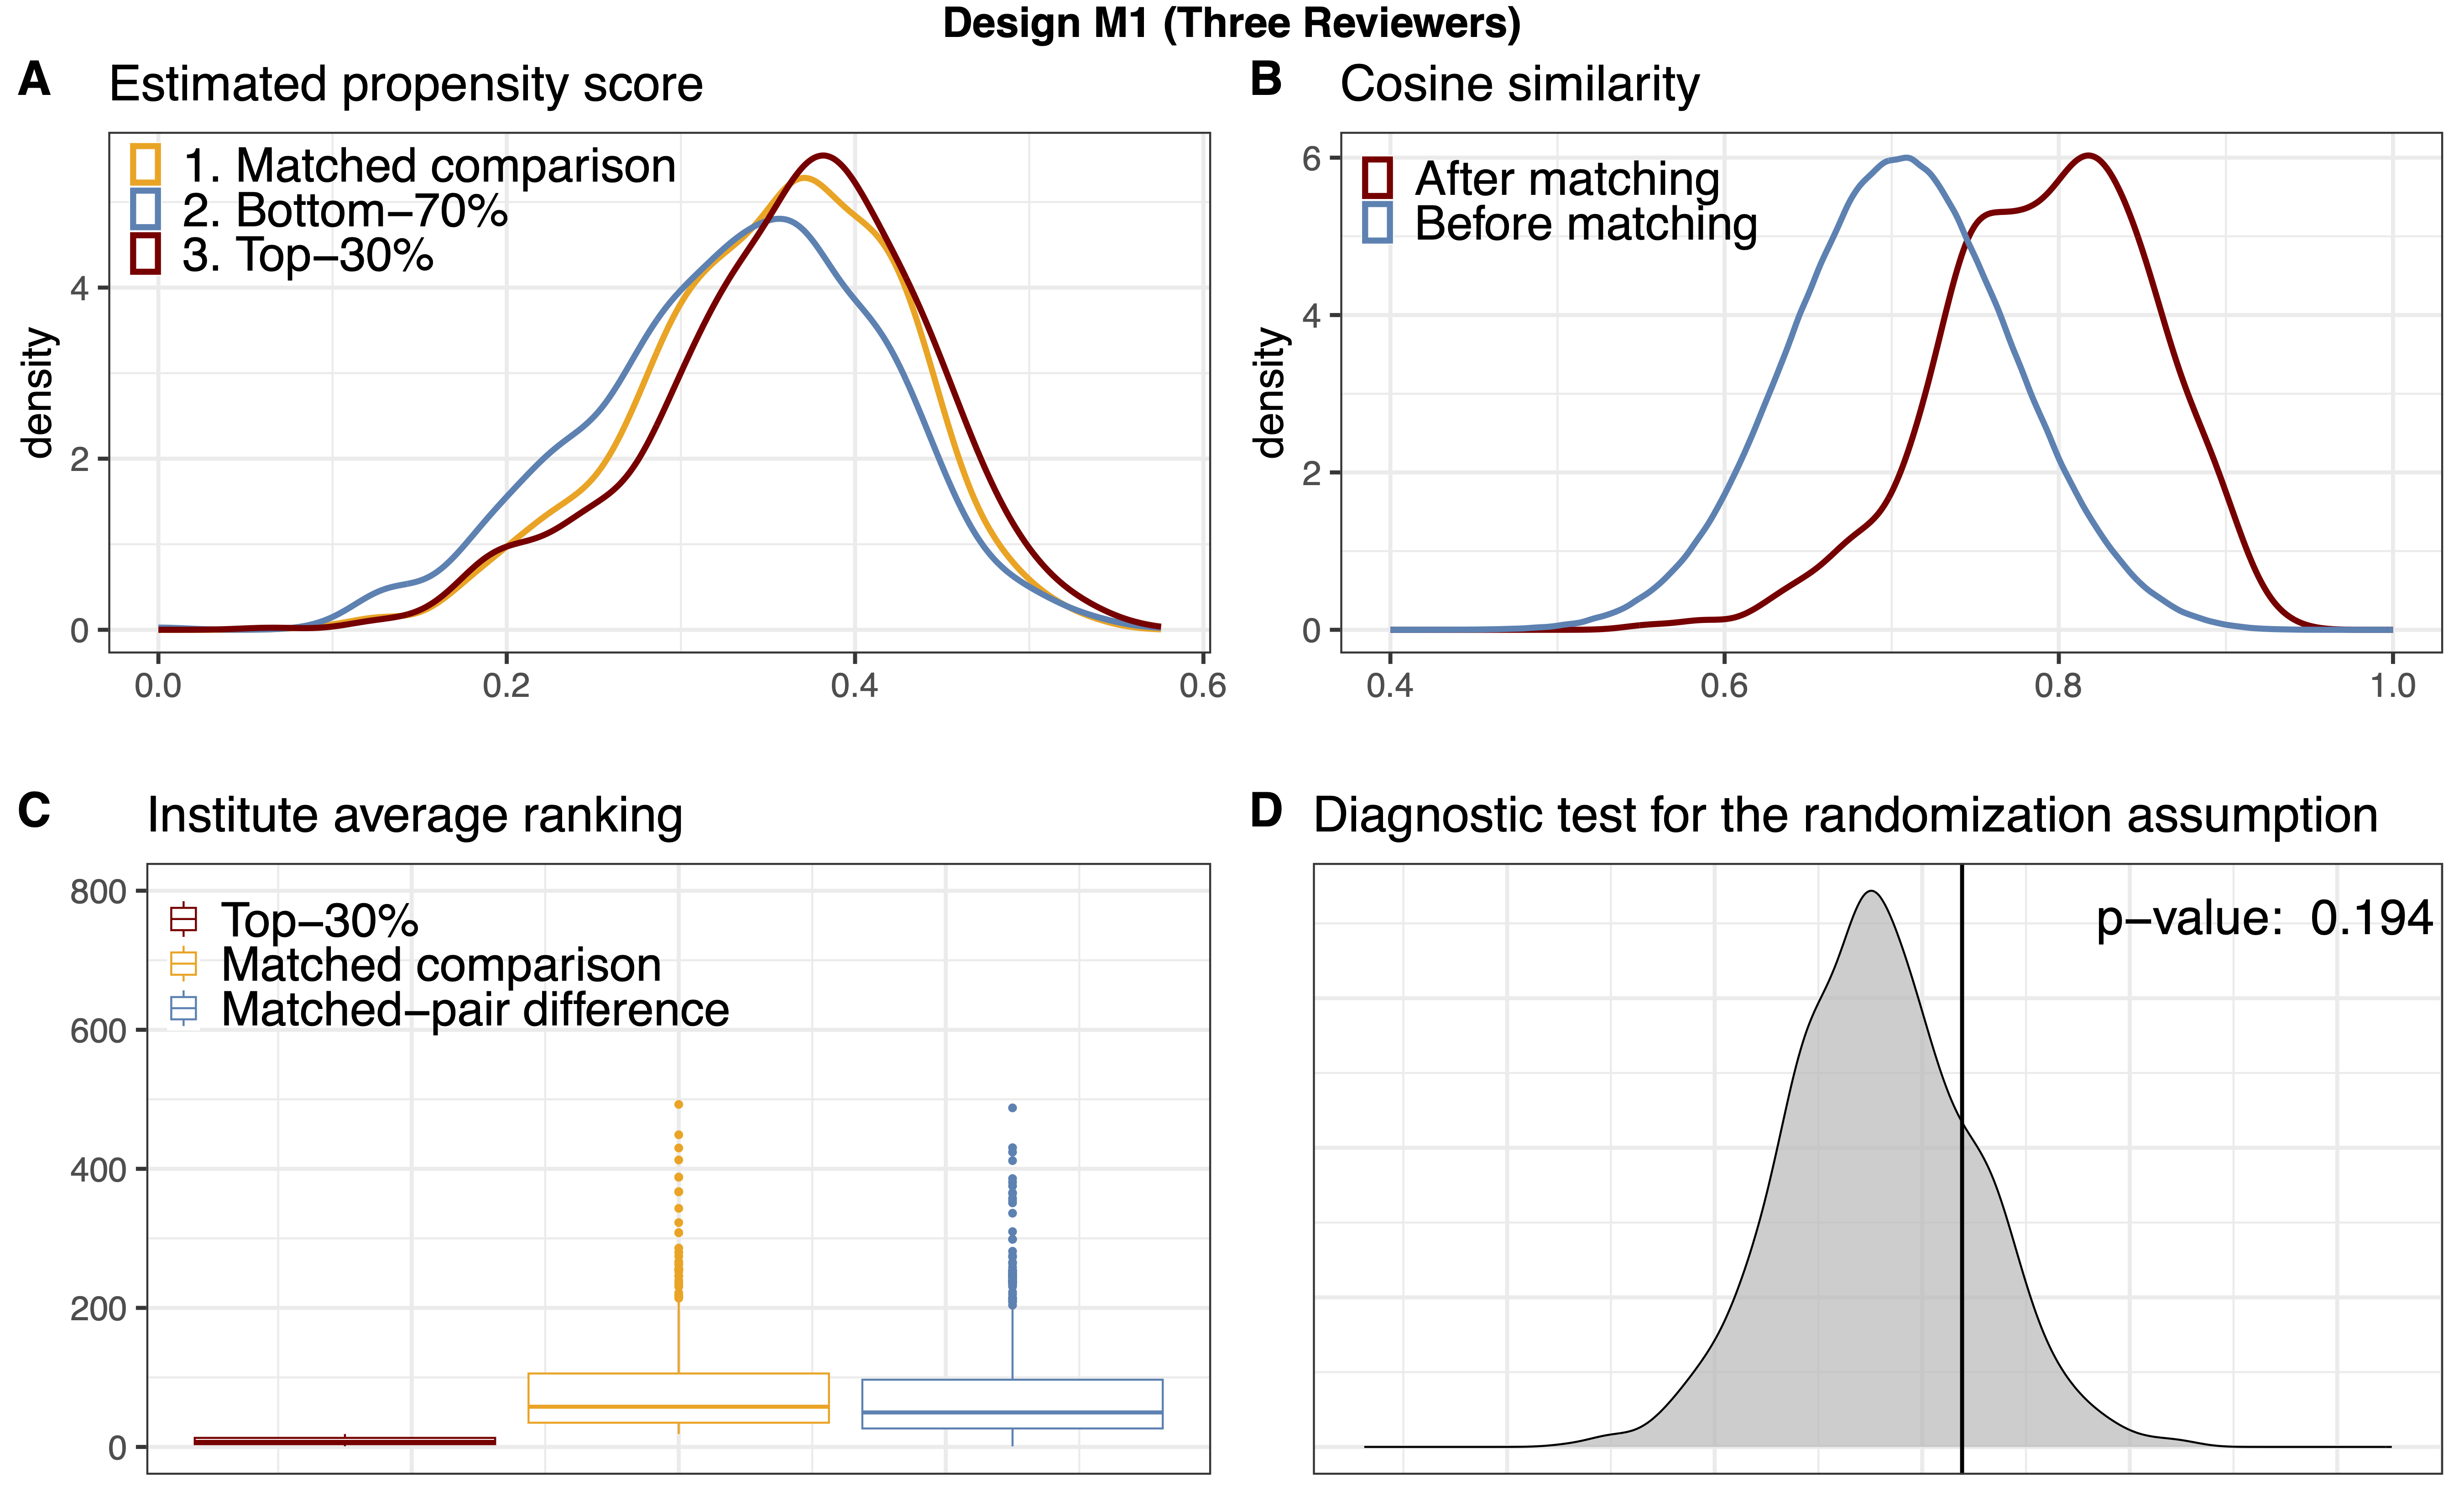 Design M1 (Three Reviewers)
A
Estimated propensity score
1. Matched comparison
2. Bottom−70%
3. Top−30%
density
4
2
0
0.0
0.2
0.4
0.6
B
Cosine similarity
After matching
Before matching
density
6
4
2
0
0.4
0.6
0.8
1.0
C
Institute average ranking
Top−30%
Matched comparison
Matched−pair difference
800
600
400
200
0
D
Diagnostic test for the randomization assumption
p−value: 0.194